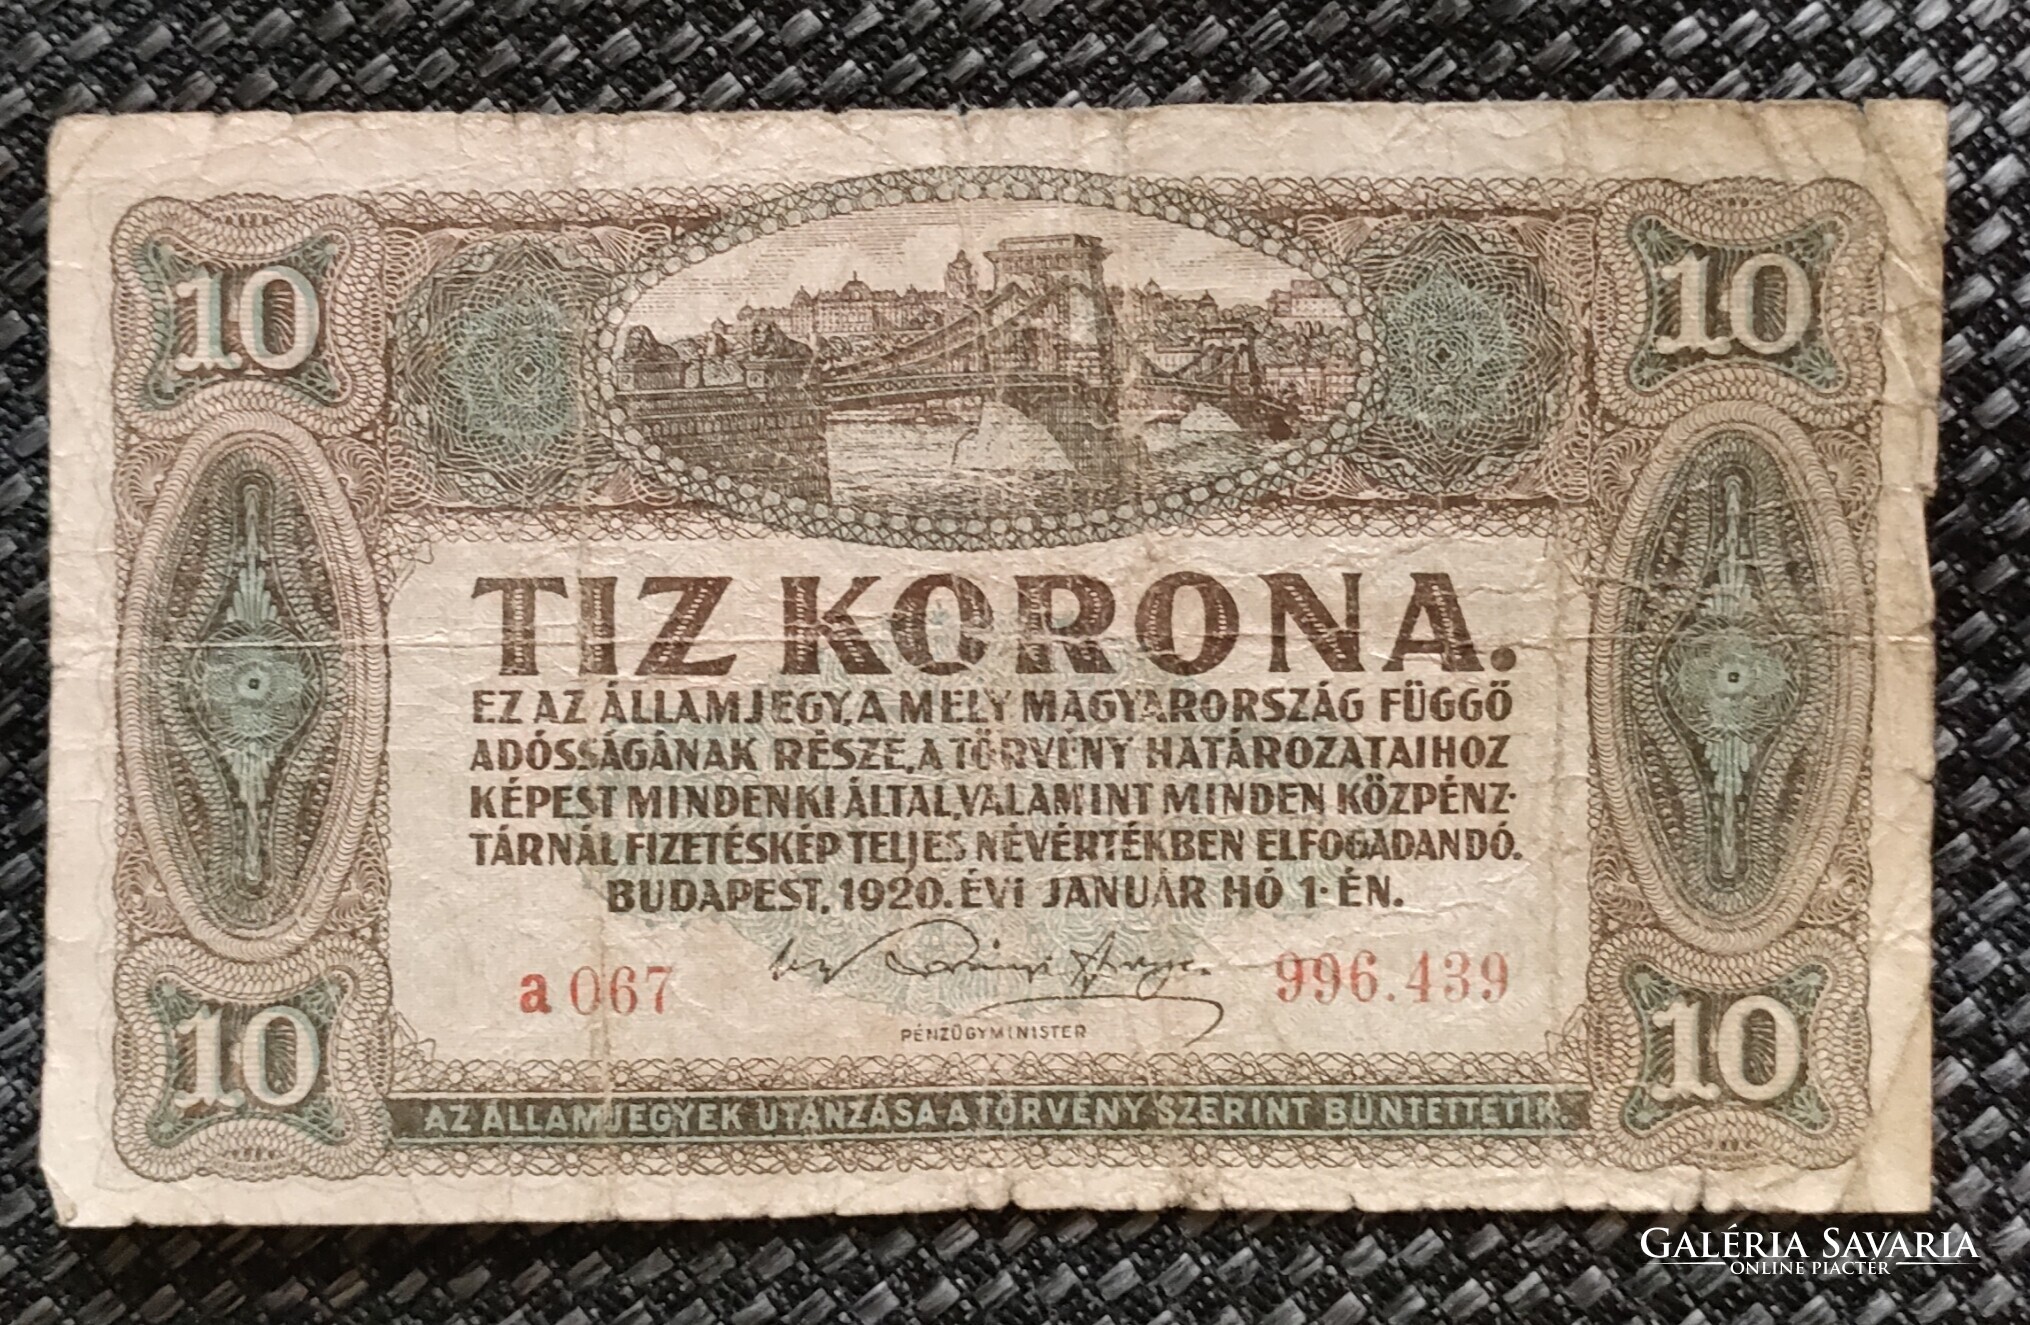 10 10
TIZ KORONA.
EZ AZ ÁLLAMJEGY, A MELY MAGYARORSZÁG FÜGGŐ
ADÓSSÁGÁNAK RÉSZE, A TÖRVÉNY HATÁROZATAIHOZ
KÉPEST MINDENKI ÁLTAL, VALAMINT MINDEN KÖZPÉNZ-
TÁRNÁL FIZETÉSKÉP TELJES NÉVÉRTÉKBEN ELFOGADANDÓ.
BUDAPEST, 1920. ÉVI JANUÁR HÓ 1-ÉN.
a 067 996.439
PÉNZÜGYMINISTER
10 10
AZ ÁLLAMJEGYEK UTÁNZÁSA A TÖRVÉNY SZERINT BÜNTETTETIK.
GALÉRIA SAVARIA
ONLINE PIACTÉR